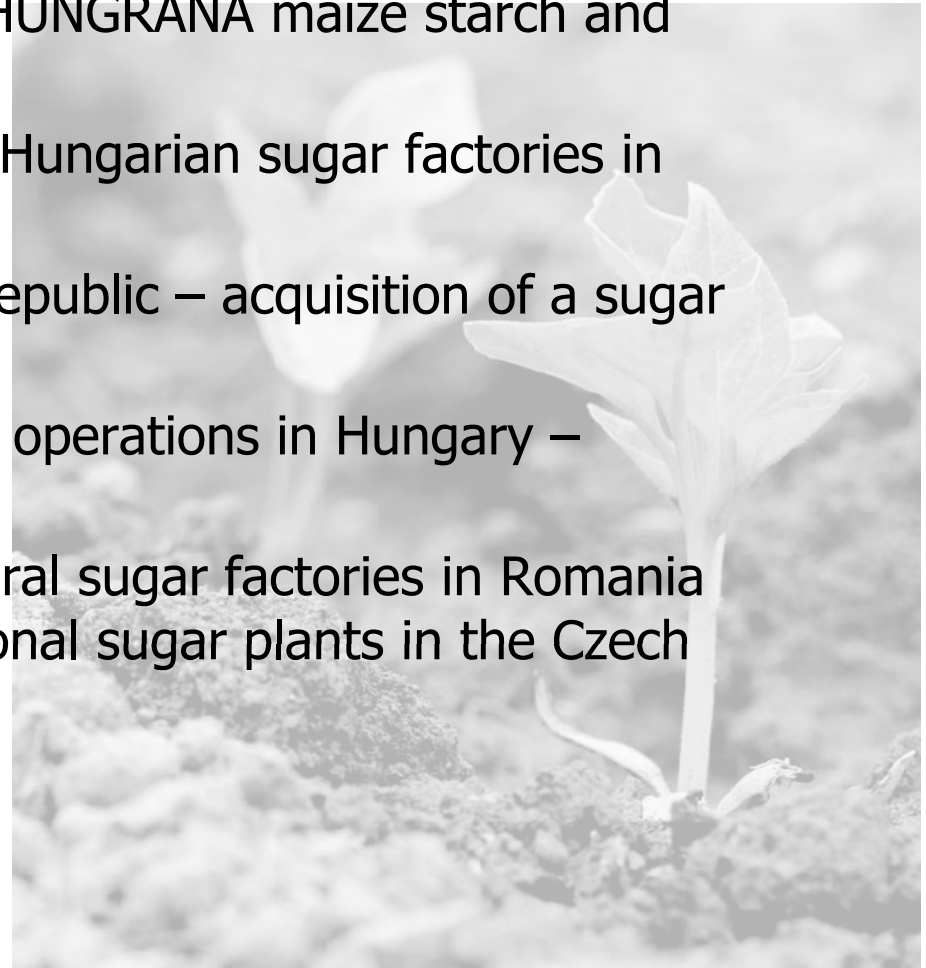 HUNGRANA maize starch and
Hungarian sugar factories in
epublic – acquisition of a sugar
operations in Hungary –
ral sugar factories in Romania
onal sugar plants in the Czech